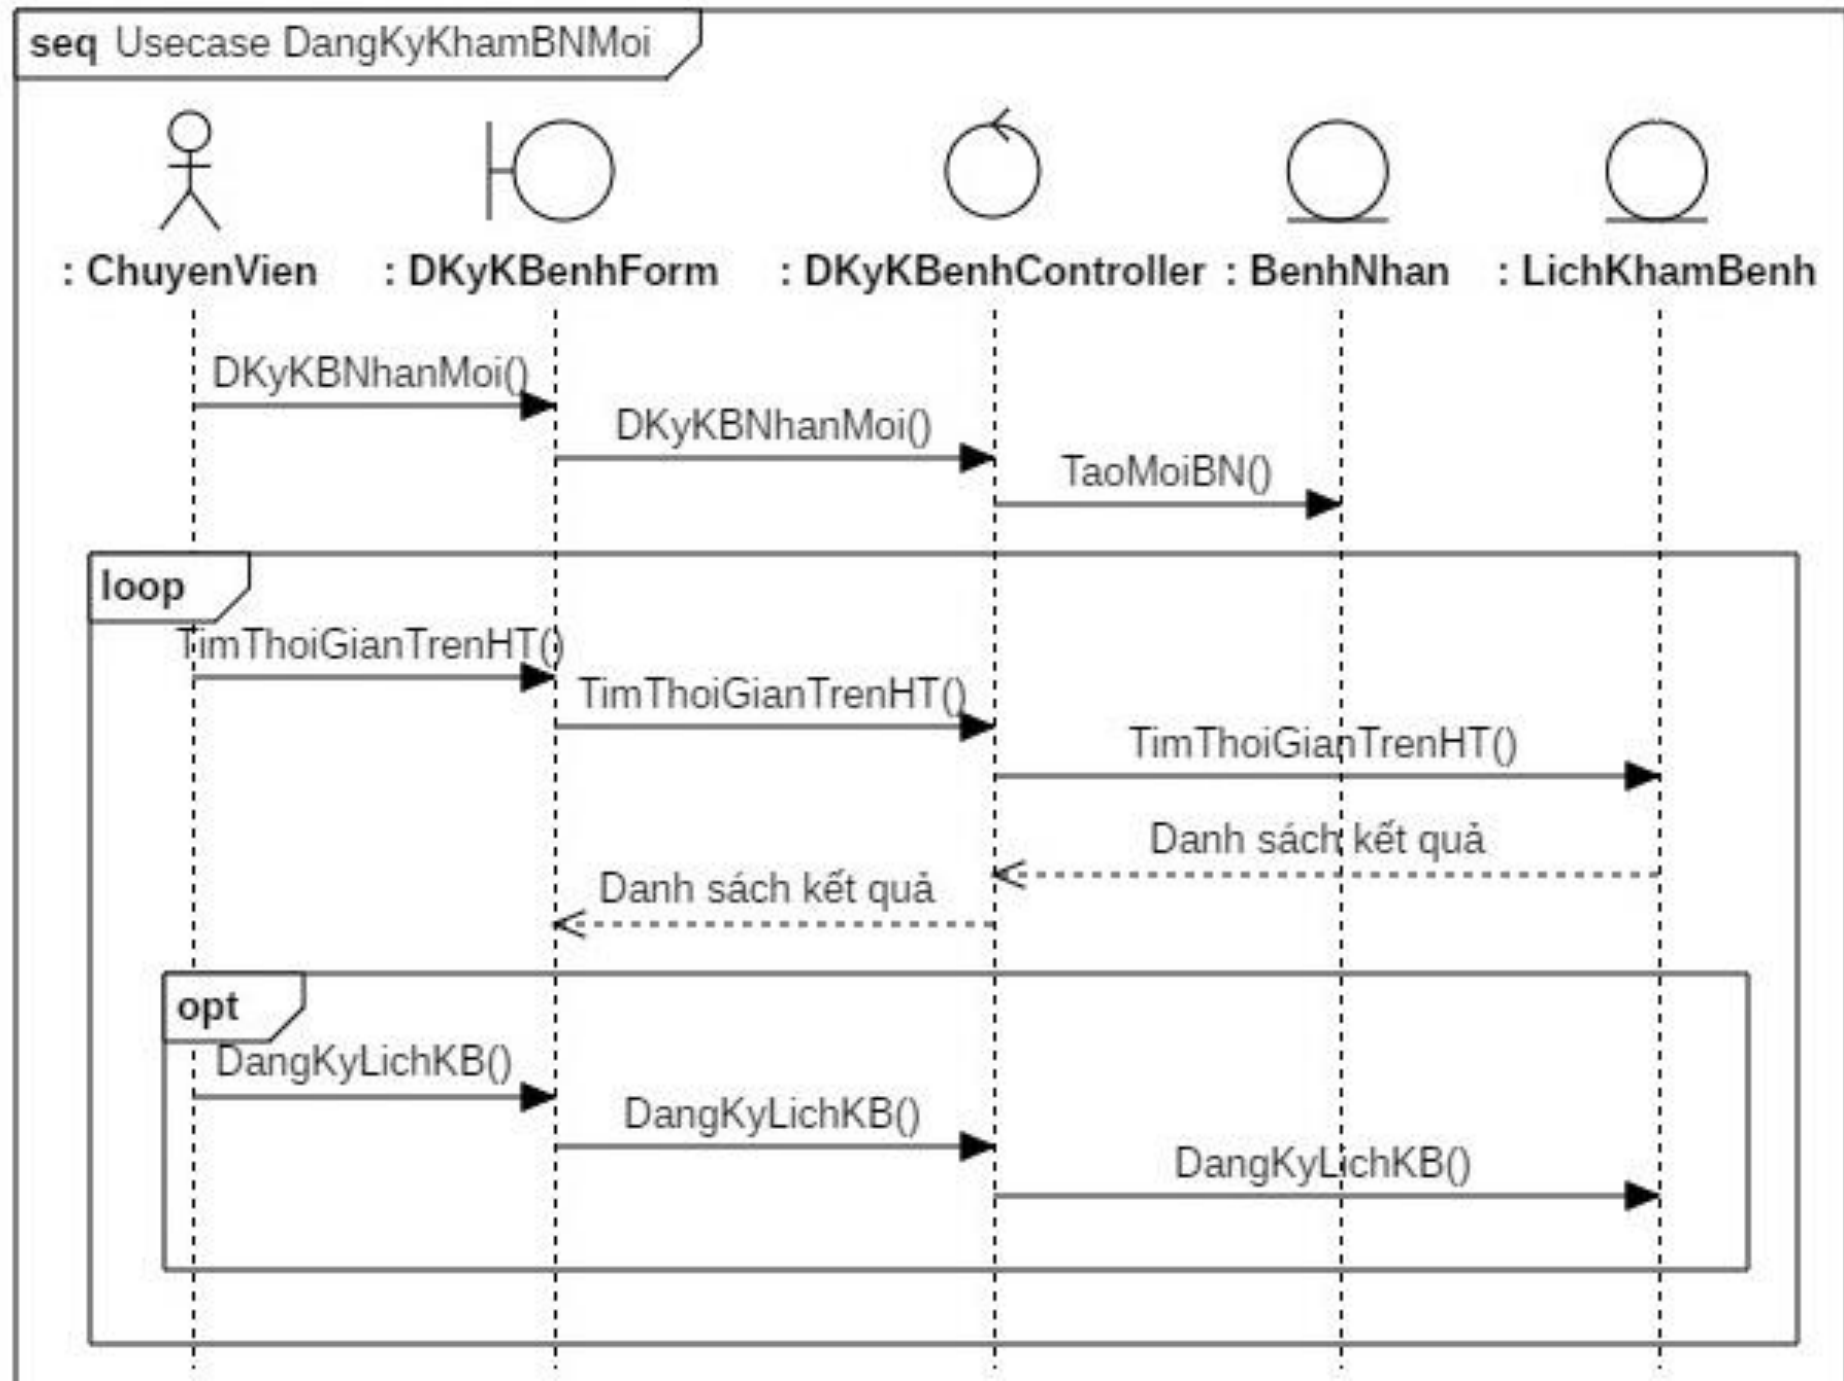 seq Usecase DangKyKhamBNMoi
: ChuyenVien : DKyKBenhForm : DKyKBenhController : BenhNhan : LichKhamBenh
DKyKBNhanMoi()
DKyKBNhanMoi()
TaoMoiBN()
loop
TimThoiGianTrenHT()
TimThoiGianTrenHT()
TimThoiGianTrenHT()
Danh sách kết quả
Danh sách kết quả
opt
DangKyLichKB()
DangKyLichKB()
DangKyLichKB()